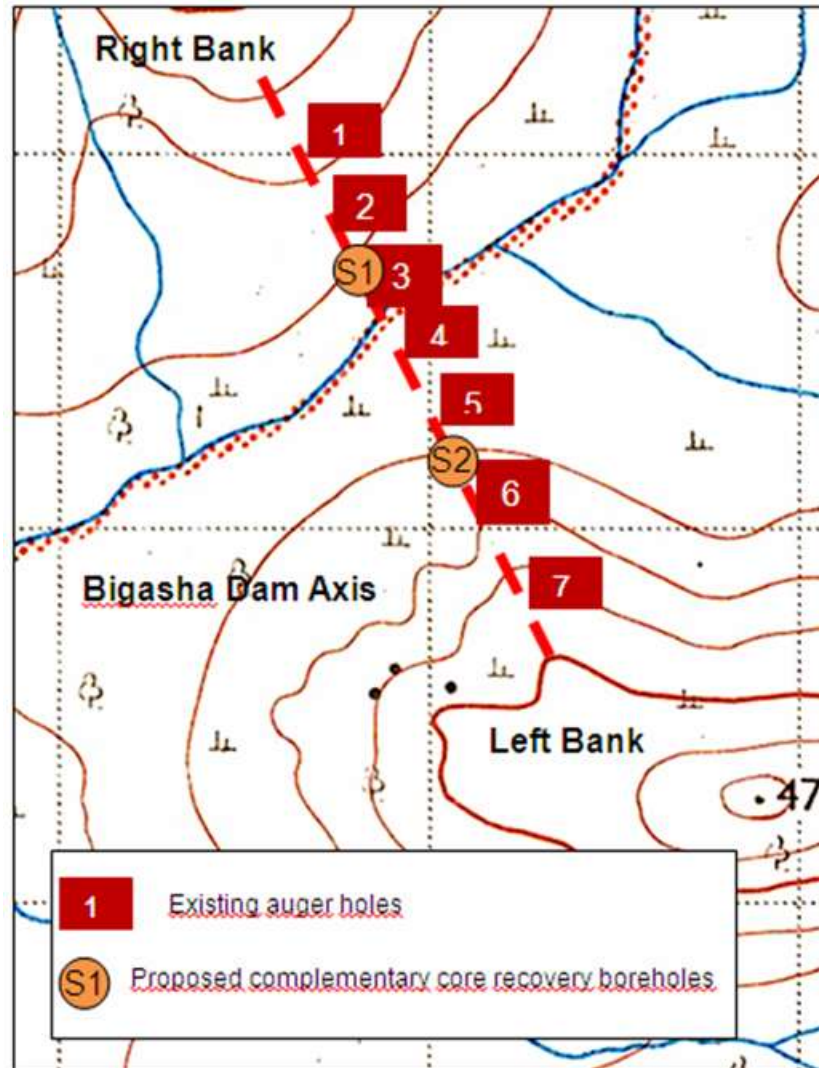 Right Bank
1
2
S1
3
4
5
S2
6
7
Bigasha Dam Axis
Left Bank
47
1 Existing auger holes
S1 Proposed complementary core recovery boreholes